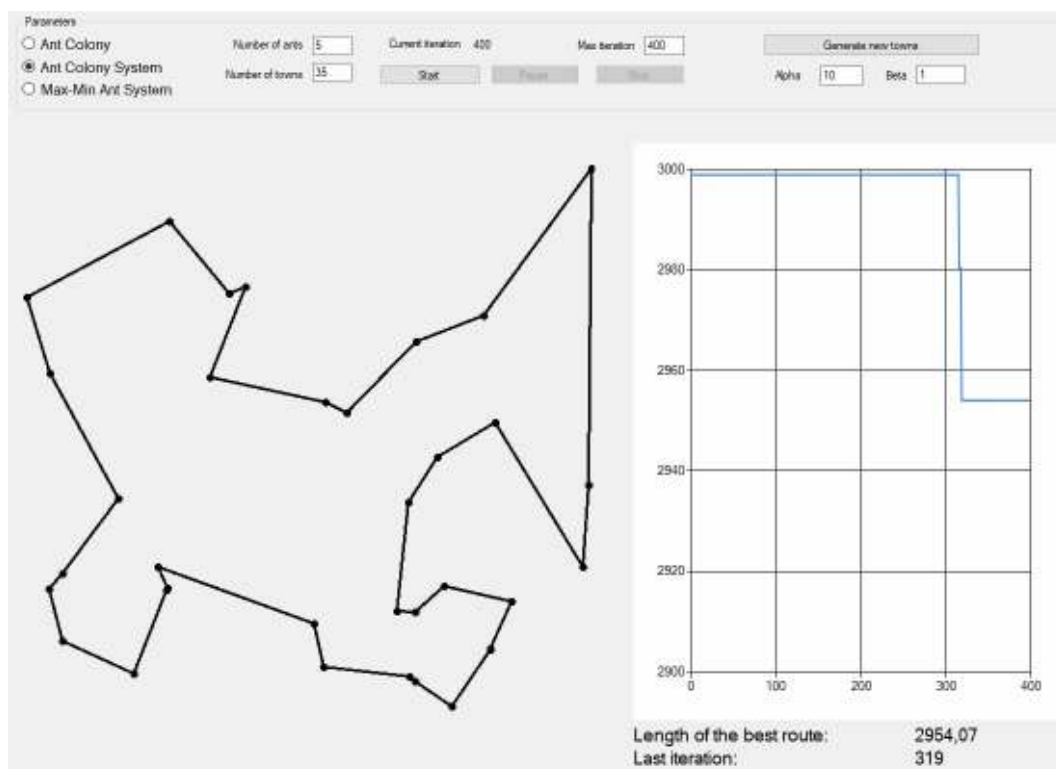 Parameters
Ant Colony
Number of ants 5
Current iteration 400
Max iteration 400
Generate new towns
Ant Colony System
Number of towns 35
Start
Pause
Stop
Alpha 10
Beta 1
Max-Min Ant System
3000
2980
2960
2940
2920
2900
0 100 200 300 400
Length of the best route: 2954,07
Last iteration: 319